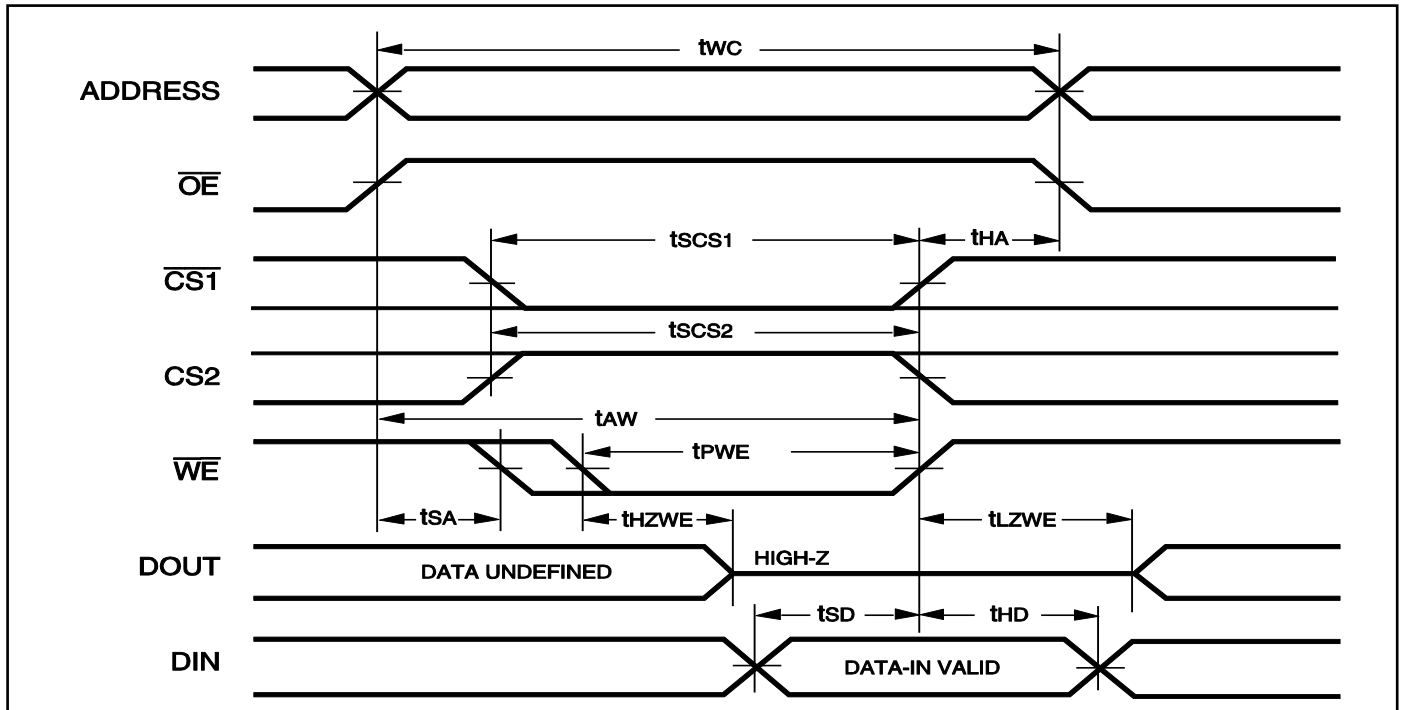 tWC
ADDRESS
OE
tSCS1
tHA
CS1
tSCS2
CS2
tAW
tPWE
WE
tSA
tHZWE
tLZWE
HIGH-Z
DOUT
DATA UNDEFINED
tSD
tHD
DIN
DATA-IN VALID